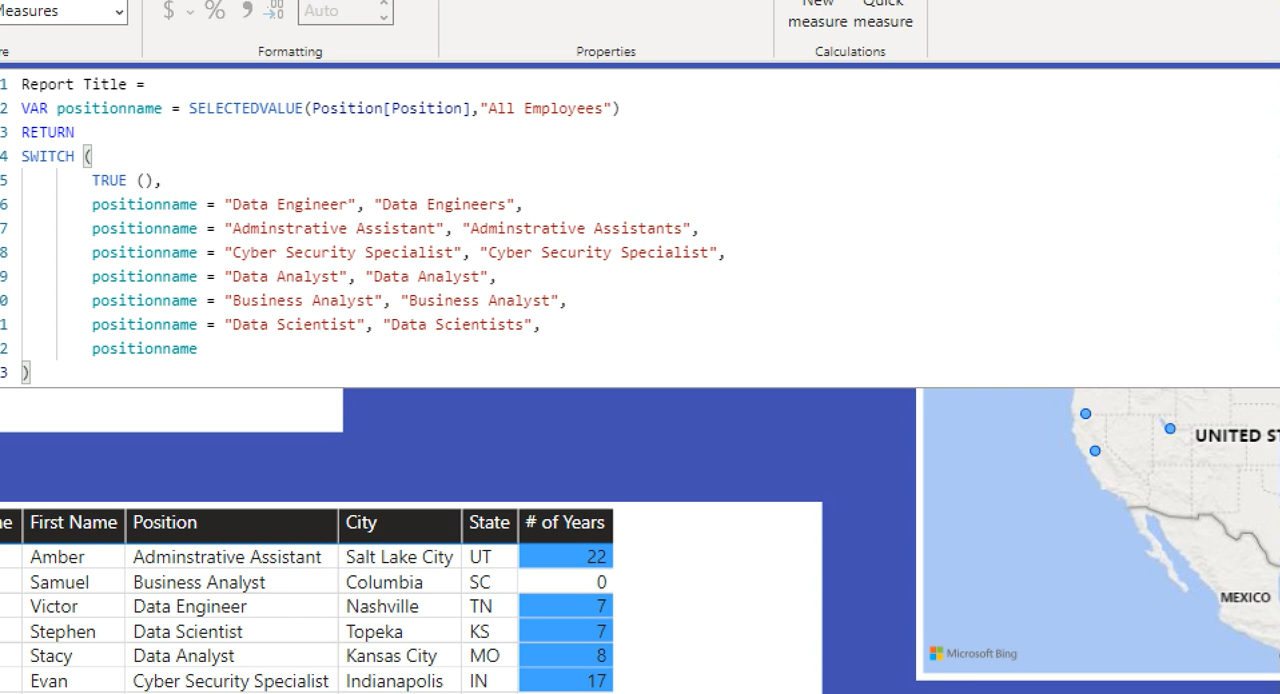 Measures
$ % 9 .00 →.0 Auto
New Quick
measure measure
Formatting Properties Calculations
1 Report Title =
2 VAR positionname = SELECTEDVALUE(Position[Position],"All Employees")
3 RETURN
4 SWITCH (
5 TRUE (),
6 positionname = "Data Engineer", "Data Engineers",
7 positionname = "Adminstrative Assistant", "Adminstrative Assistants",
8 positionname = "Cyber Security Specialist", "Cyber Security Specialist",
9 positionname = "Data Analyst", "Data Analyst",
0 positionname = "Business Analyst", "Business Analyst",
1 positionname = "Data Scientist", "Data Scientists",
2 positionname
3 )
UNITED ST
MEXICO
Microsoft Bing
ne First Name Position City State # of Years
Amber Adminstrative Assistant Salt Lake City UT 22
Samuel Business Analyst Columbia SC 0
Victor Data Engineer Nashville TN 7
Stephen Data Scientist Topeka KS 7
Stacy Data Analyst Kansas City MO 8
Evan Cyber Security Specialist Indianapolis IN 17